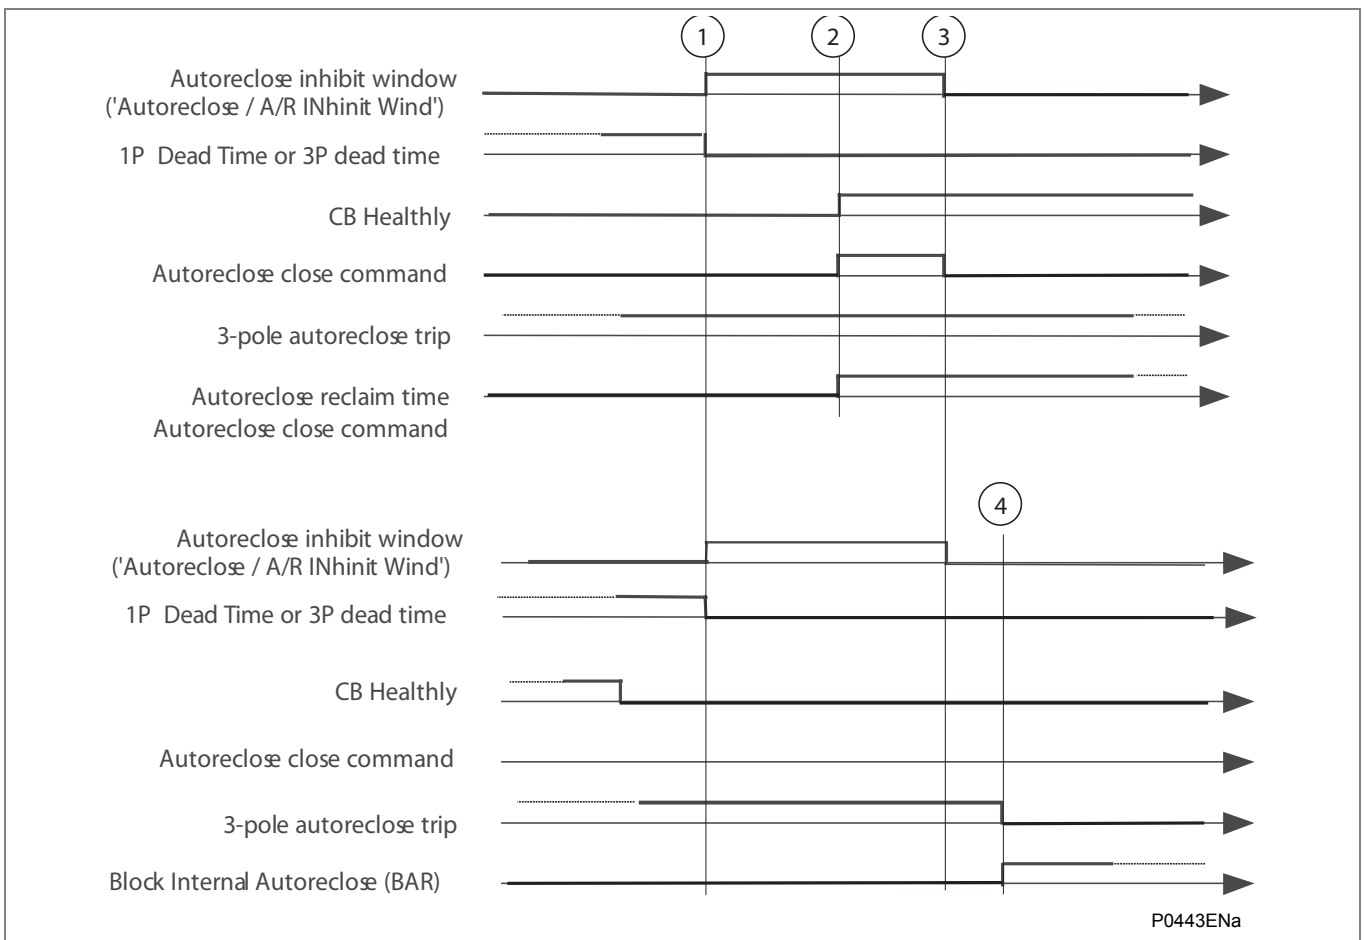 1 2 3
Autoreclose inhibit window
('Autoreclose / A/R INhinit Wind')
1P Dead Time or 3P dead time
CB Healthly
Autoreclose close command
3-pole autoreclose trip
Autoreclose reclaim time
Autoreclose close command
4
Autoreclose inhibit window
('Autoreclose / A/R INhinit Wind')
1P Dead Time or 3P dead time
CB Healthly
Autoreclose close command
3-pole autoreclose trip
Block Internal Autoreclose (BAR)
P0443ENa